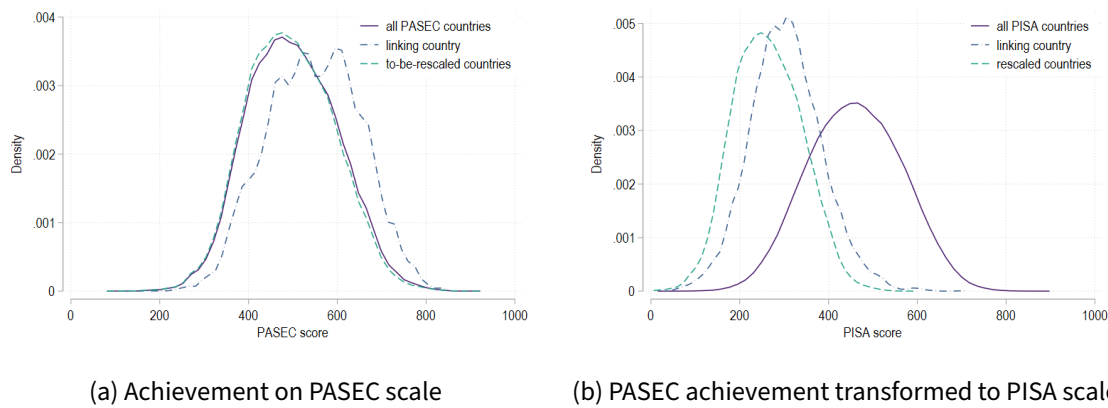 .004
.003
.002
.001
0
Density
0 200 400 600 800 1000
PASEC score
all PASEC countries
linking country
to-be-rescaled countries
(a) Achievement on PASEC scale
.005
.004
.003
.002
.001
0
Density
0 200 400 600 800 1000
PISA score
all PISA countries
linking country
rescaled countries
(b) PASEC achievement transformed to PISA scale